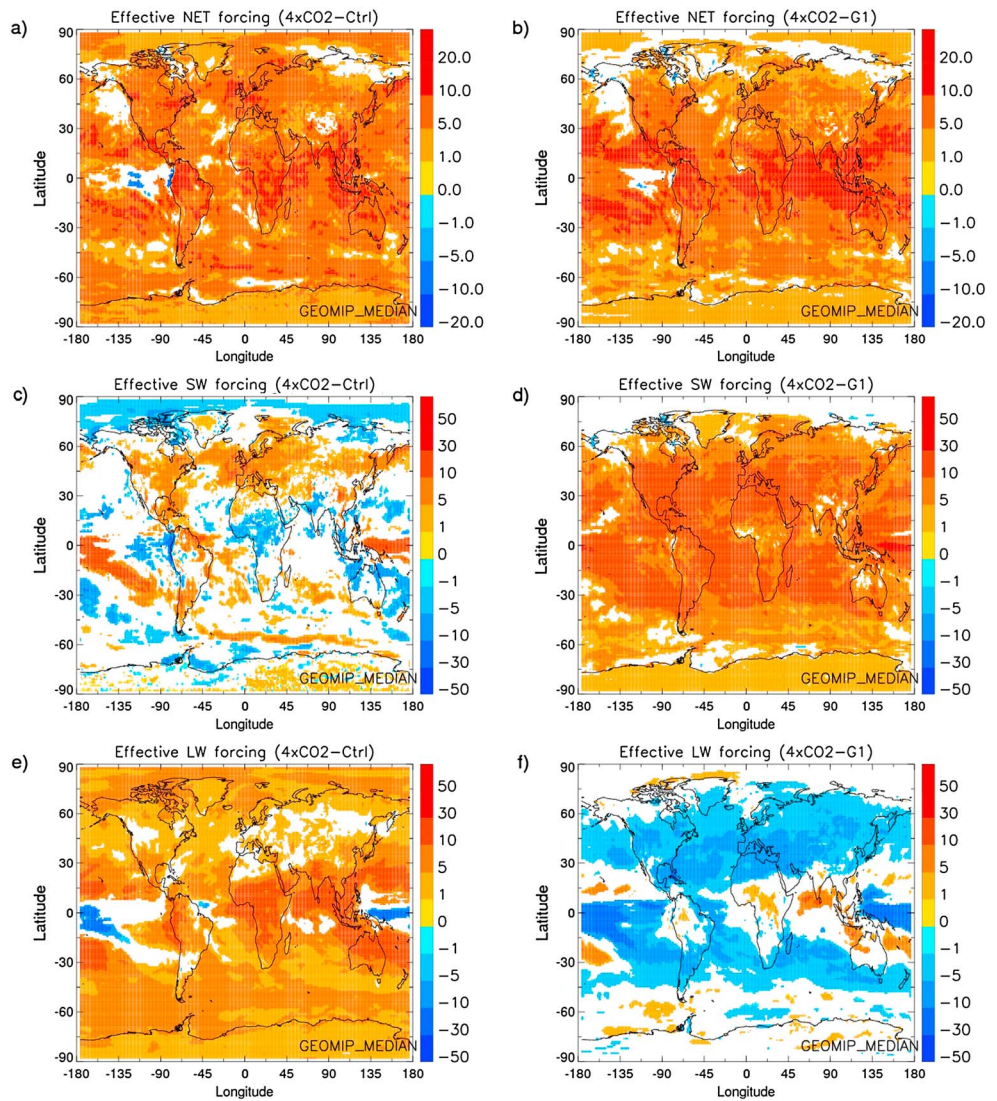 a)
Effective NET forcing (4xCO2-Ctrl)
90
60
30
0
-30
-60
-90
Latitude
-180 -135 -90 -45 0 45 90 135 180
Longitude
GEOMIP_MEDIAN
20.0
10.0
5.0
1.0
0.0
-1.0
-5.0
-10.0
-20.0
b)
Effective NET forcing (4xCO2-G1)
90
60
30
0
-30
-60
-90
Latitude
-180 -135 -90 -45 0 45 90 135 180
Longitude
GEOMIP_MEDIAN
20.0
10.0
5.0
1.0
0.0
-1.0
-5.0
-10.0
-20.0
c)
Effective SW forcing (4xCO2-Ctrl)
90
60
30
0
-30
-60
-90
Latitude
-180 -135 -90 -45 0 45 90 135 180
Longitude
GEOMIP_MEDIAN
50
30
10
5
1
0
-1
-5
-10
-30
-50
d)
Effective SW forcing (4xCO2-G1)
90
60
30
0
-30
-60
-90
Latitude
-180 -135 -90 -45 0 45 90 135 180
Longitude
GEOMIP_MEDIAN
50
30
10
5
1
0
-1
-5
-10
-30
-50
e)
Effective LW forcing (4xCO2-Ctrl)
90
60
30
0
-30
-60
-90
Latitude
-180 -135 -90 -45 0 45 90 135 180
Longitude
GEOMIP_MEDIAN
50
30
10
5
1
0
-1
-5
-10
-30
-50
f)
Effective LW forcing (4xCO2-G1)
90
60
30
0
-30
-60
-90
Latitude
-180 -135 -90 -45 0 45 90 135 180
Longitude
GEOMIP_MEDIAN
50
30
10
5
1
0
-1
-5
-10
-30
-50